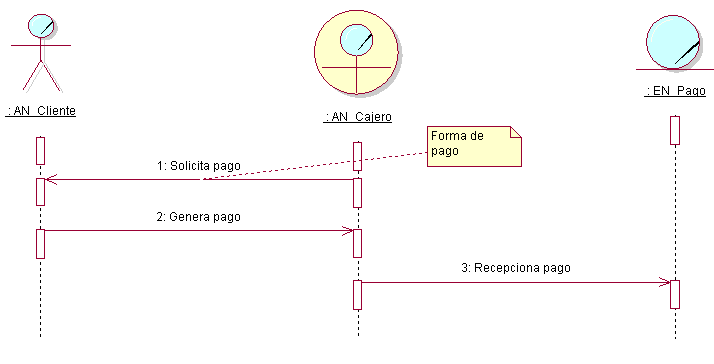 : AN_Cliente
: AN_Cajero
: EN_Pago
Forma de
pago
1: Solicita pago
2: Genera pago
3: Recepciona pago